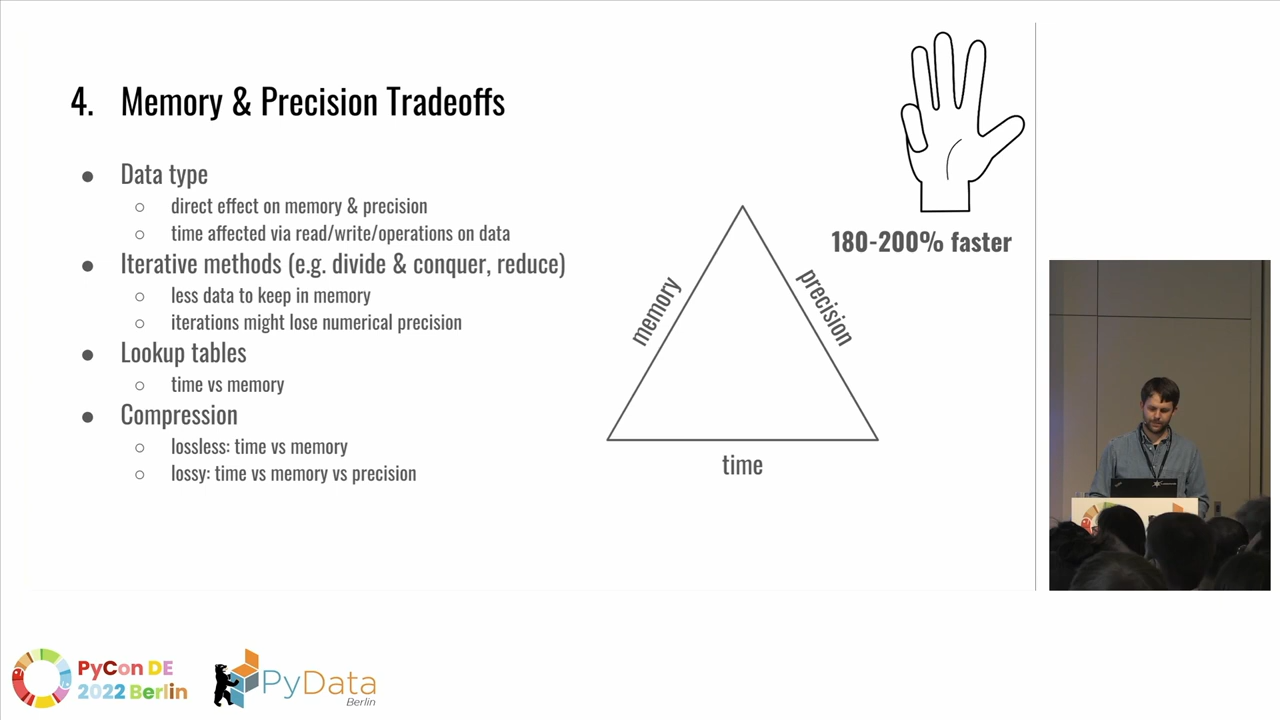 4. Memory & Precision Tradeoffs
● Data type
○ direct effect on memory & precision
○ time affected via read/write/operations on data
● Iterative methods (e.g. divide & conquer, reduce)
○ less data to keep in memory
○ iterations might lose numerical precision
● Lookup tables
○ time vs memory
● Compression
○ lossless: time vs memory
○ lossy: time vs memory vs precision
180-200% faster
memory
precision
time
PyCon DE
2022 Berlin
PyData
Berlin